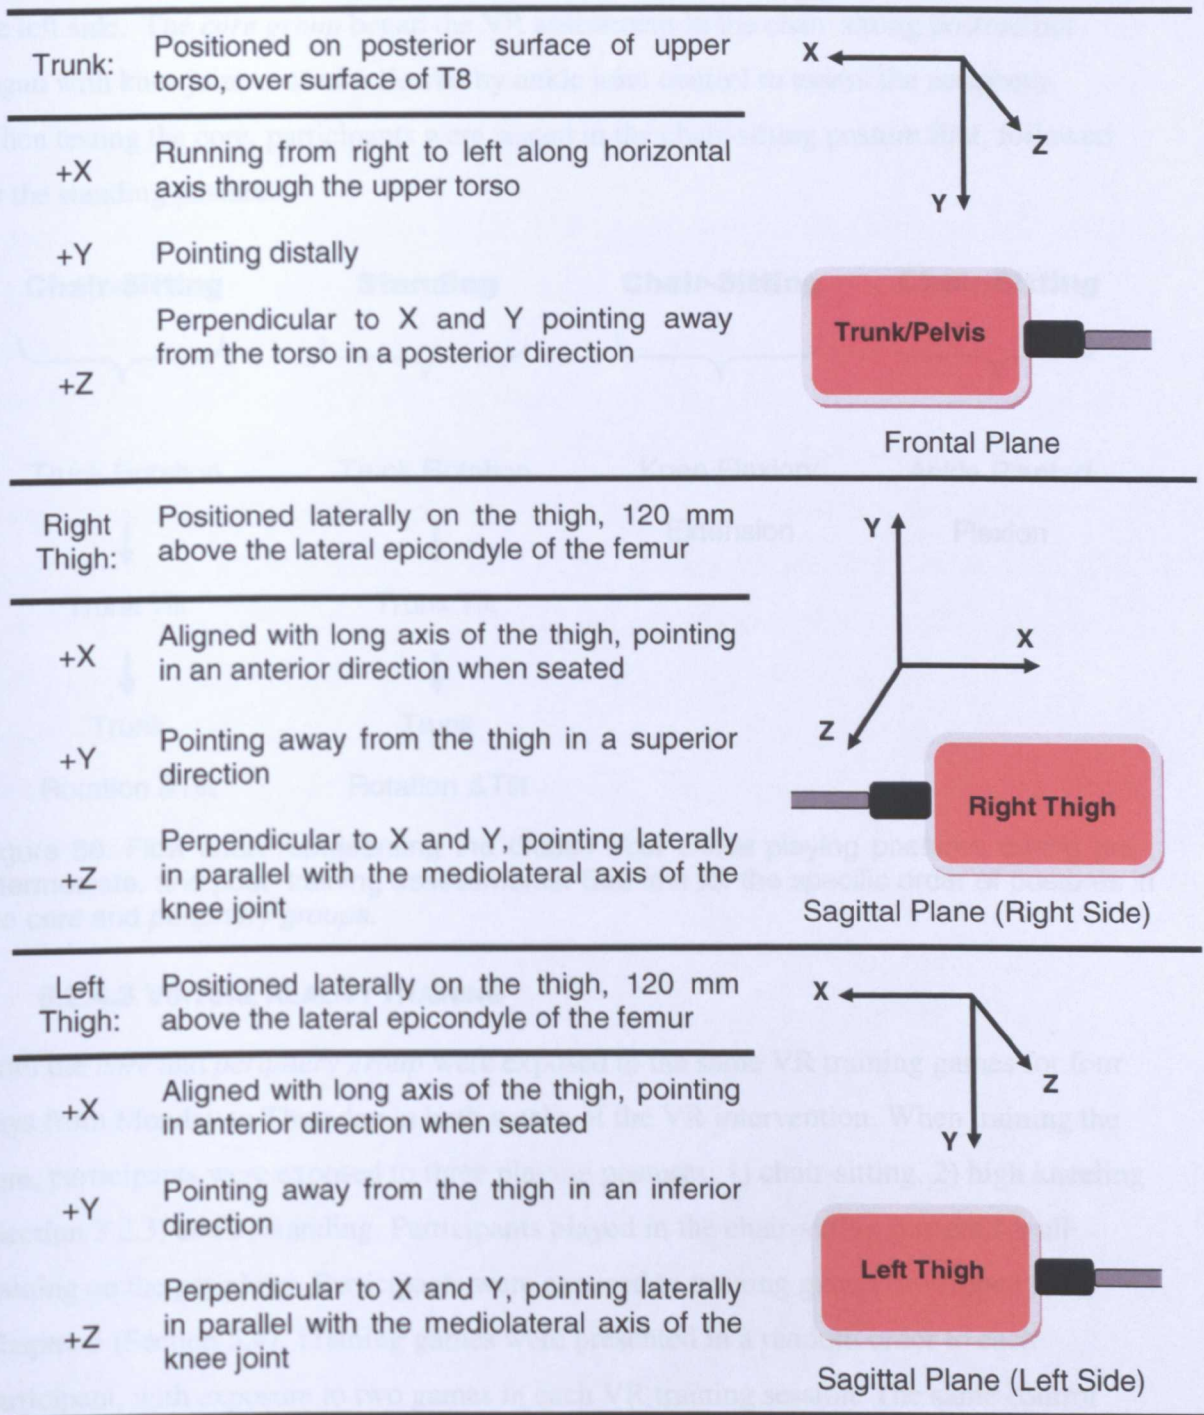 Trunk:
Positioned on posterior surface of upper
torso, over surface of T8
+X
Running from right to left along horizontal
axis through the upper torso
+Y
Pointing distally
+Z
Perpendicular to X and Y pointing away
from the torso in a posterior direction
X
Z
Y
Trunk/Pelvis
Frontal Plane
Right
Thigh:
Positioned laterally on the thigh, 120 mm
above the lateral epicondyle of the femur
+X
Aligned with long axis of the thigh, pointing
in an anterior direction when seated
+Y
Pointing away from the thigh in a superior
direction
+Z
Perpendicular to X and Y, pointing laterally
in parallel with the mediolateral axis of the
knee joint
Y
X
Z
Right Thigh
Sagittal Plane (Right Side)
Left
Thigh:
Positioned laterally on the thigh, 120 mm
above the lateral epicondyle of the femur
+X
Aligned with long axis of the thigh, pointing
in anterior direction when seated
+Y
Pointing away from the thigh in an inferior
direction
+Z
Perpendicular to X and Y, pointing laterally
in parallel with the mediolateral axis of the
knee joint
X
Z
Y
Left Thigh
Sagittal Plane (Left Side)